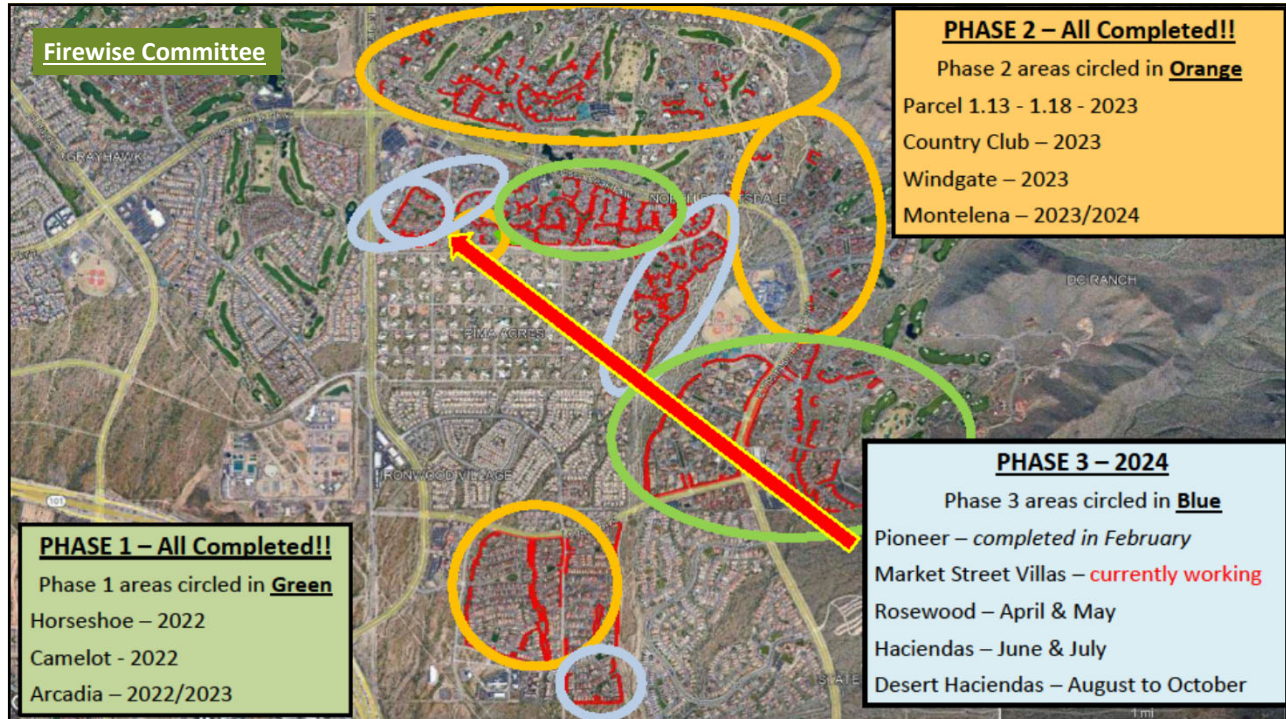 Firewise Committee
PHASE 2 – All Completed!!
Phase 2 areas circled in Orange
Parcel 1.13 - 1.18 - 2023
Country Club – 2023
Windgate – 2023
Montelena – 2023/2024
GRAYHAWK
DC RANCH
PIMA ACRES
IRONWOOD VILLAGE
101
PHASE 1 – All Completed!!
Phase 1 areas circled in Green
Horseshoe – 2022
Camelot - 2022
Arcadia – 2022/2023
PHASE 3 – 2024
Phase 3 areas circled in Blue
Pioneer – completed in February
Market Street Villas – currently working
Rosewood – April & May
Haciendas – June & July
Desert Haciendas – August to October
1 mi